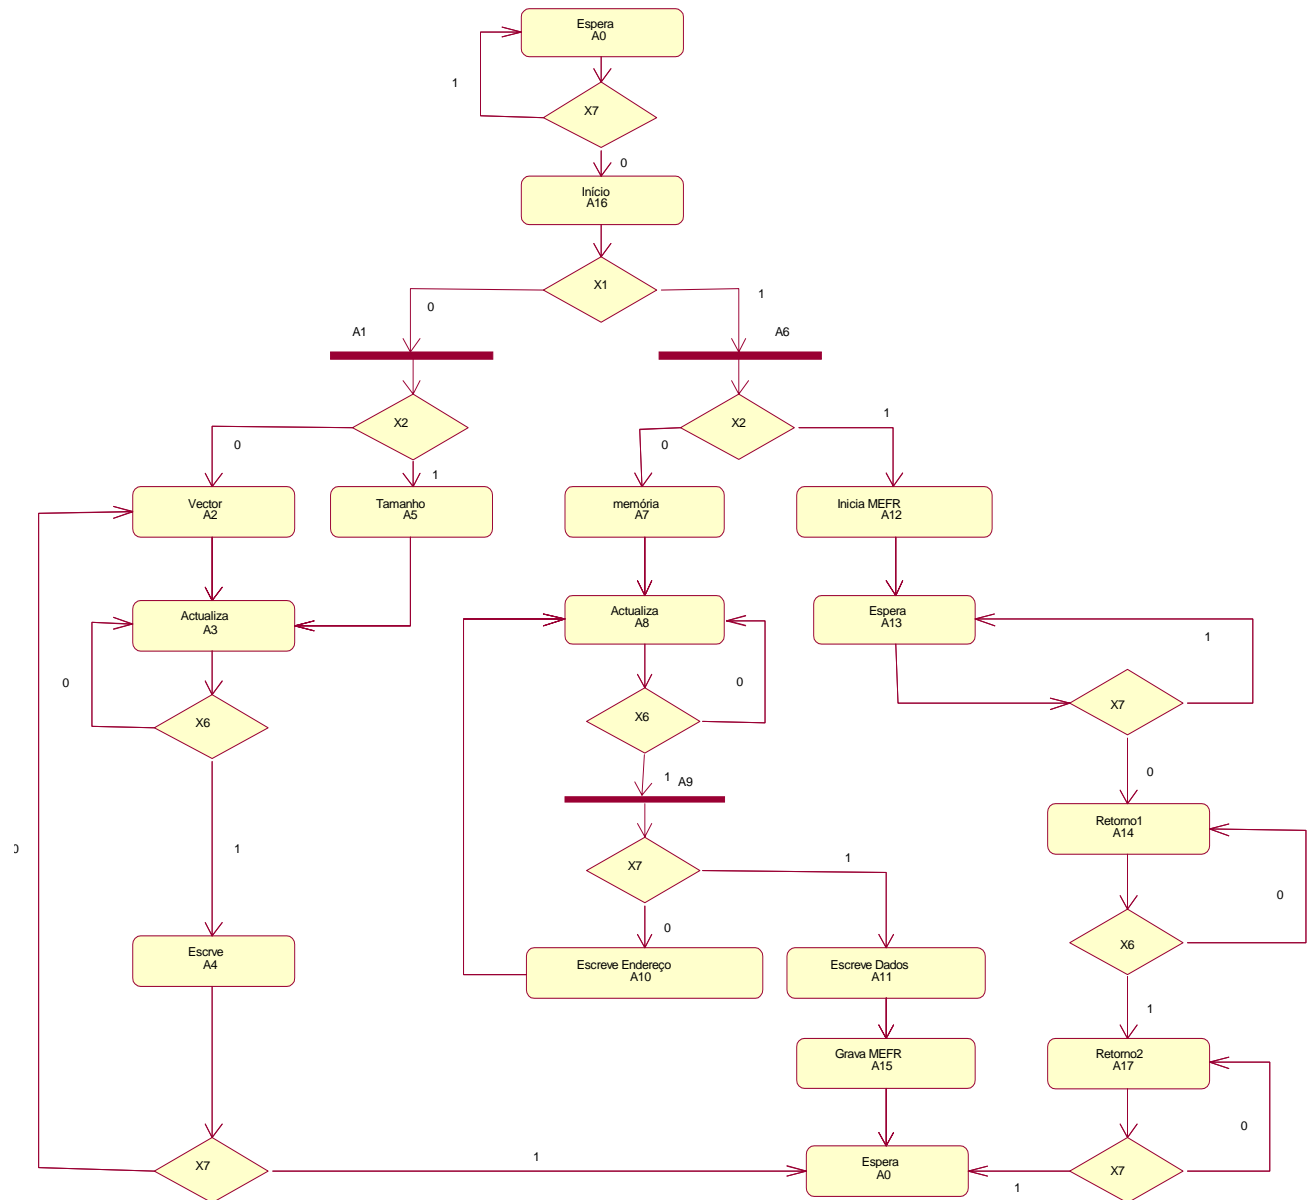 Espera
A0
1
X7
0
Início
A16
X1
0
1
A1
A6
X2
X2
1
0
0
1
Vector
A2
Tamanho
A5
memória
A7
Inicia MEFR
A12
Actualiza
A3
Actualiza
A8
Espera
A13
1
0
0
X7
X6
X6
0
1
A9
Retorno1
A14
0
1
X7
1
0
0
X6
Escrve
A4
Escreve Endereço
A10
Escreve Dados
A11
1
Grava MEFR
A15
Retorno2
A17
0
X7
1
Espera
A0
X7
1